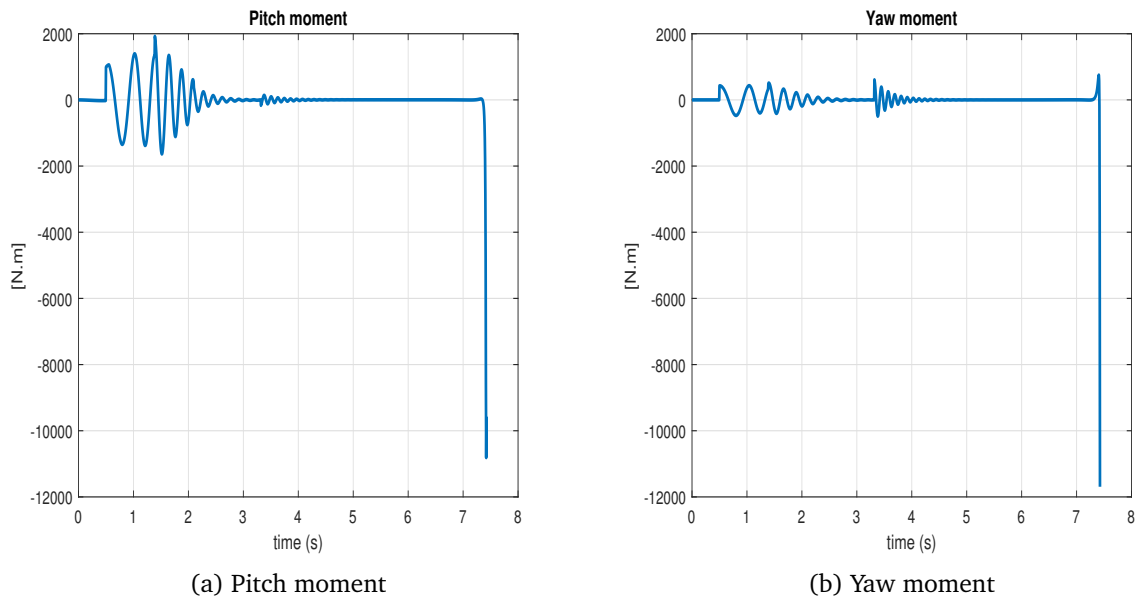 Pitch moment
2000
0
-2000
-4000
-6000
-8000
-10000
-12000
[N.m]
0 1 2 3 4 5 6 7 8
time (s)
(a) Pitch moment
Yaw moment
2000
0
-2000
-4000
-6000
-8000
-10000
-12000
[N.m]
0 1 2 3 4 5 6 7 8
time (s)
(b) Yaw moment